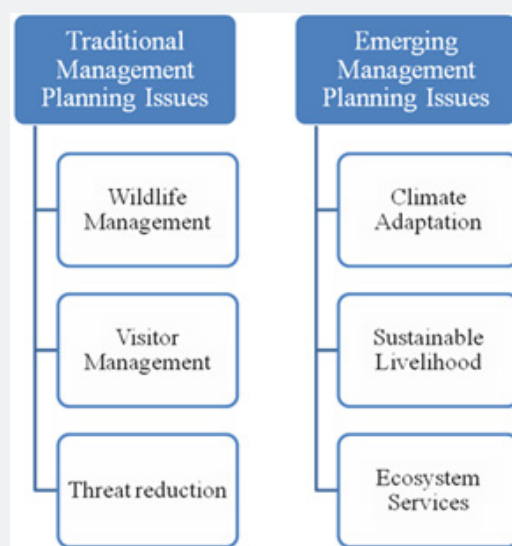 Traditional
Management
Planning Issues
Wildlife
Management
Visitor
Management
Threat reduction
Emerging
Management
Planning Issues
Climate
Adaptation
Sustainable
Livelihood
Ecosystem
Services